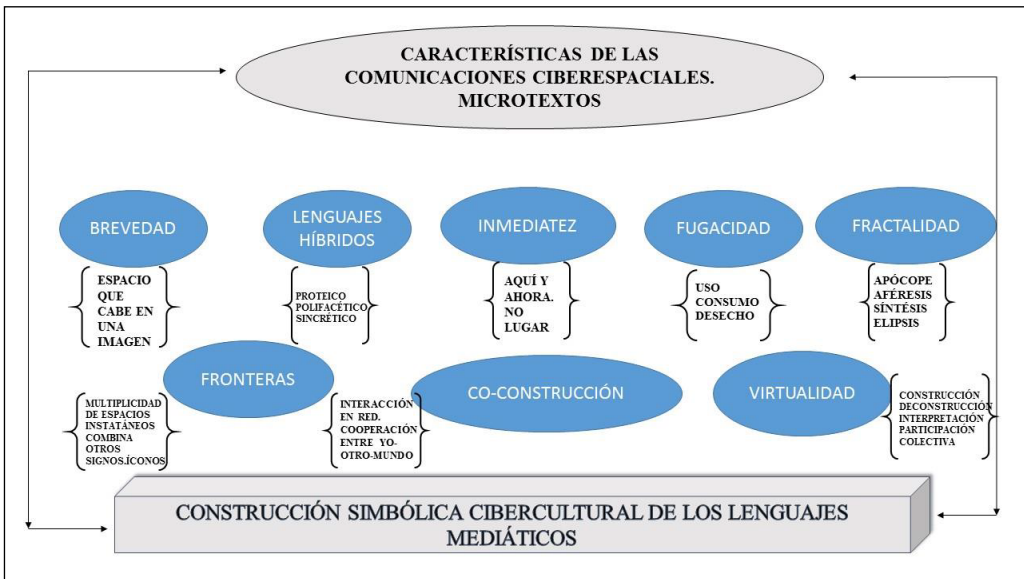 CARACTERÍSTICAS DE LAS
COMUNICACIONES CIBERESPACIALES.
MICROTEXTOS
BREVEDAD
ESPACIO
QUE
CABE EN
UNA
IMAGEN
LENGUAJES
HÍBRIDOS
PROTEICO
POLIFACÉTICO
SINCRÉTICO
INMEDIATEZ
AQUÍ Y
AHORA.
NO
LUGAR
FUGACIDAD
USO
CONSUMO
DESECHO
FRACTALIDAD
APÓCOPE
AFÉRESIS
SÍNTÉSIS
ELIPSIS
FRONTERAS
MULTIPLICIDAD
DE ESPACIOS
INSTATÁNEOS
COMBINA
OTROS
SIGNOS.ÍCONOS
CO-CONSTRUCCIÓN
INTERACCIÓN
EN RED.
COOPERACIÓN
ENTRE YO-
OTRO-MUNDO
VIRTUALIDAD
CONSTRUCCIÓN
DECONSTRUCCIÓN
INTERPRETACIÓN
PARTICIPACIÓN
COLECTIVA
CONSTRUCCIÓN SIMBÓLICA CIBERCULTURAL DE LOS LENGUAJES
MEDIÁTICOS